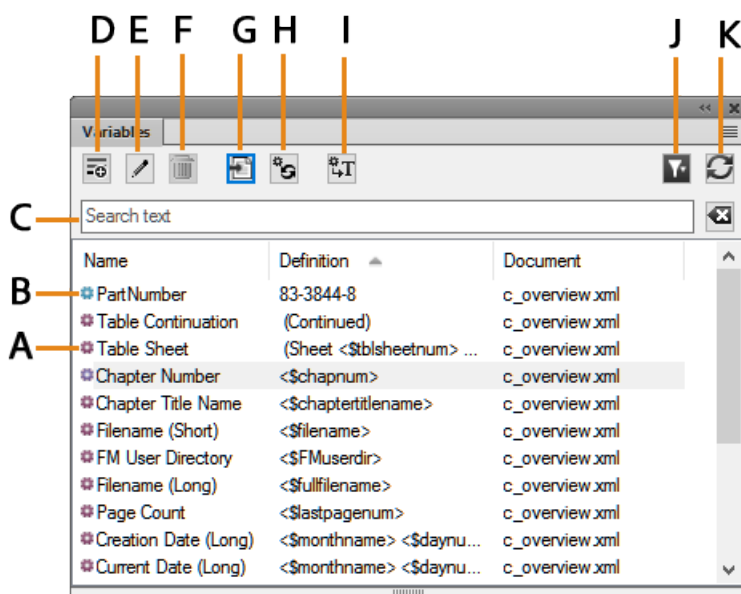 D E F G H I J K
Variables
T
C Search text
Name Definition Document
B PartNumber 83-3844-8 c_overview.xml
Table Continuation (Continued) c_overview.xml
A Table Sheet (Sheet <$tblsheetnum> ... c_overview.xml
Chapter Number <$chapnum> c_overview.xml
Chapter Title Name <$chaptertitlename> c_overview.xml
Filename (Short) <$filename> c_overview.xml
FM User Directory <$FMuserdir> c_overview.xml
Filename (Long) <$fullfilename> c_overview.xml
Page Count <$lastpagenum> c_overview.xml
Creation Date (Long) <$monthname> <$daynu... c_overview.xml
Current Date (Long) <$monthname> <$daynu... c_overview.xml